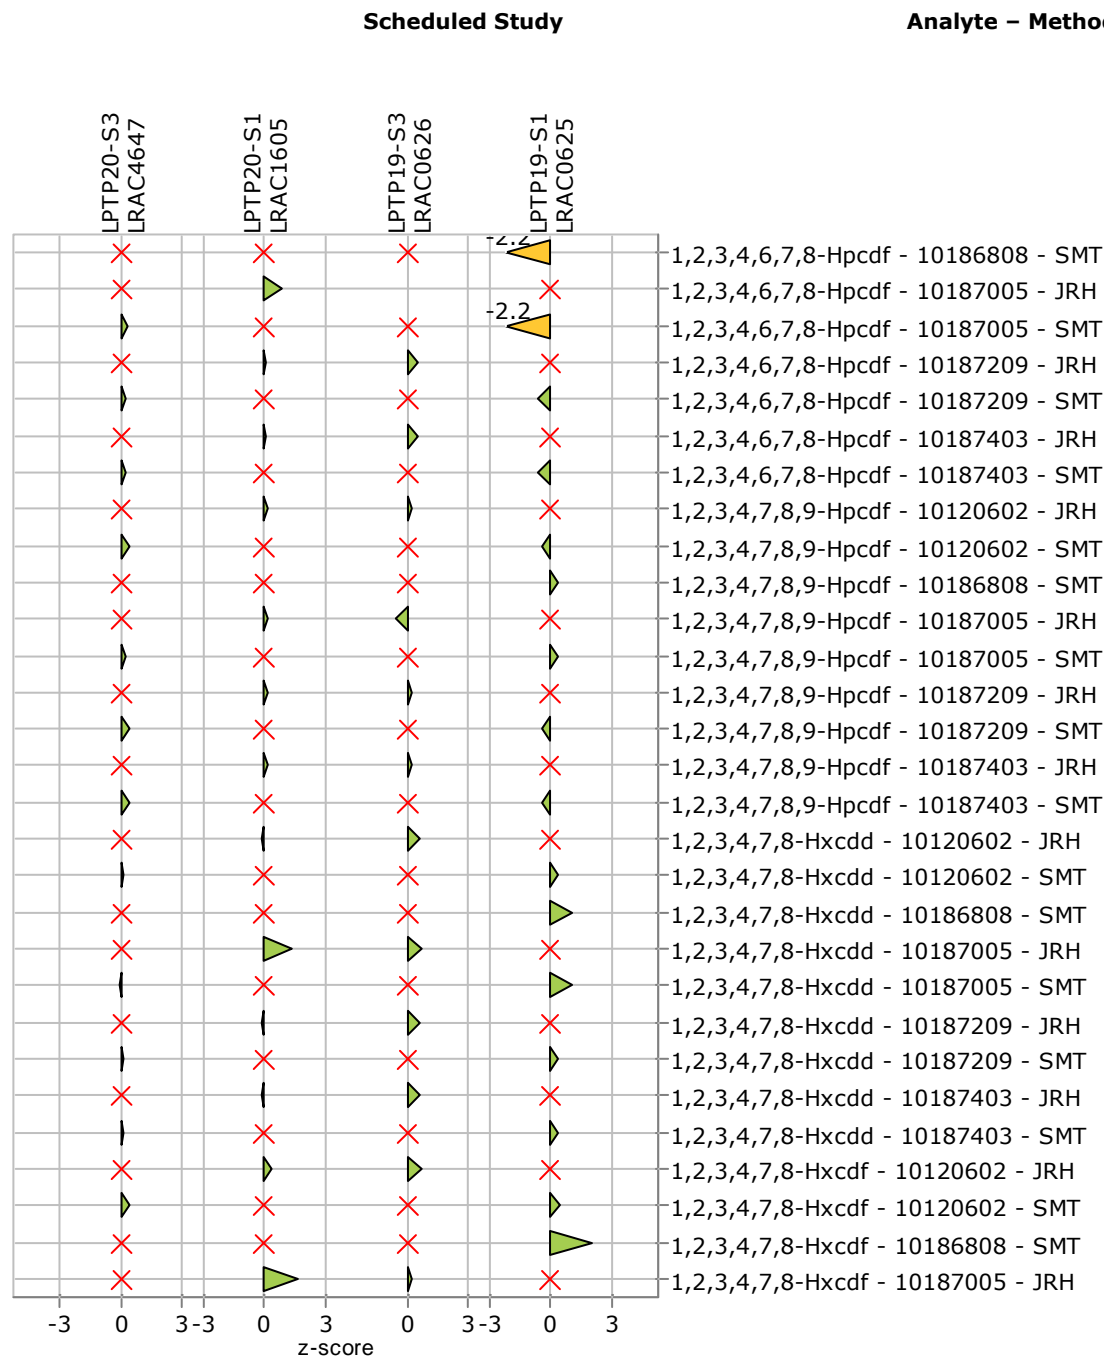 Scheduled Study
Analyte – Metho
LPTP20-S3
LRAC4647
LPTP20-S1
LRAC1605
LPTP19-S3
LRAC0626
LPTP19-S1
LRAC0625
-2.2
1,2,3,4,6,7,8-Hpcdf - 10186808 - SMT
1,2,3,4,6,7,8-Hpcdf - 10187005 - JRH
-2.2
1,2,3,4,6,7,8-Hpcdf - 10187005 - SMT
1,2,3,4,6,7,8-Hpcdf - 10187209 - JRH
1,2,3,4,6,7,8-Hpcdf - 10187209 - SMT
1,2,3,4,6,7,8-Hpcdf - 10187403 - JRH
1,2,3,4,6,7,8-Hpcdf - 10187403 - SMT
1,2,3,4,7,8,9-Hpcdf - 10120602 - JRH
1,2,3,4,7,8,9-Hpcdf - 10120602 - SMT
1,2,3,4,7,8,9-Hpcdf - 10186808 - SMT
1,2,3,4,7,8,9-Hpcdf - 10187005 - JRH
1,2,3,4,7,8,9-Hpcdf - 10187005 - SMT
1,2,3,4,7,8,9-Hpcdf - 10187209 - JRH
1,2,3,4,7,8,9-Hpcdf - 10187209 - SMT
1,2,3,4,7,8,9-Hpcdf - 10187403 - JRH
1,2,3,4,7,8,9-Hpcdf - 10187403 - SMT
1,2,3,4,7,8-Hxcdd - 10120602 - JRH
1,2,3,4,7,8-Hxcdd - 10120602 - SMT
1,2,3,4,7,8-Hxcdd - 10186808 - SMT
1,2,3,4,7,8-Hxcdd - 10187005 - JRH
1,2,3,4,7,8-Hxcdd - 10187005 - SMT
1,2,3,4,7,8-Hxcdd - 10187209 - JRH
1,2,3,4,7,8-Hxcdd - 10187209 - SMT
1,2,3,4,7,8-Hxcdd - 10187403 - JRH
1,2,3,4,7,8-Hxcdd - 10187403 - SMT
1,2,3,4,7,8-Hxcdf - 10120602 - JRH
1,2,3,4,7,8-Hxcdf - 10120602 - SMT
1,2,3,4,7,8-Hxcdf - 10186808 - SMT
1,2,3,4,7,8-Hxcdf - 10187005 - JRH
-3 0 3 -3 0 3 0 3 -3 0 3
z-score